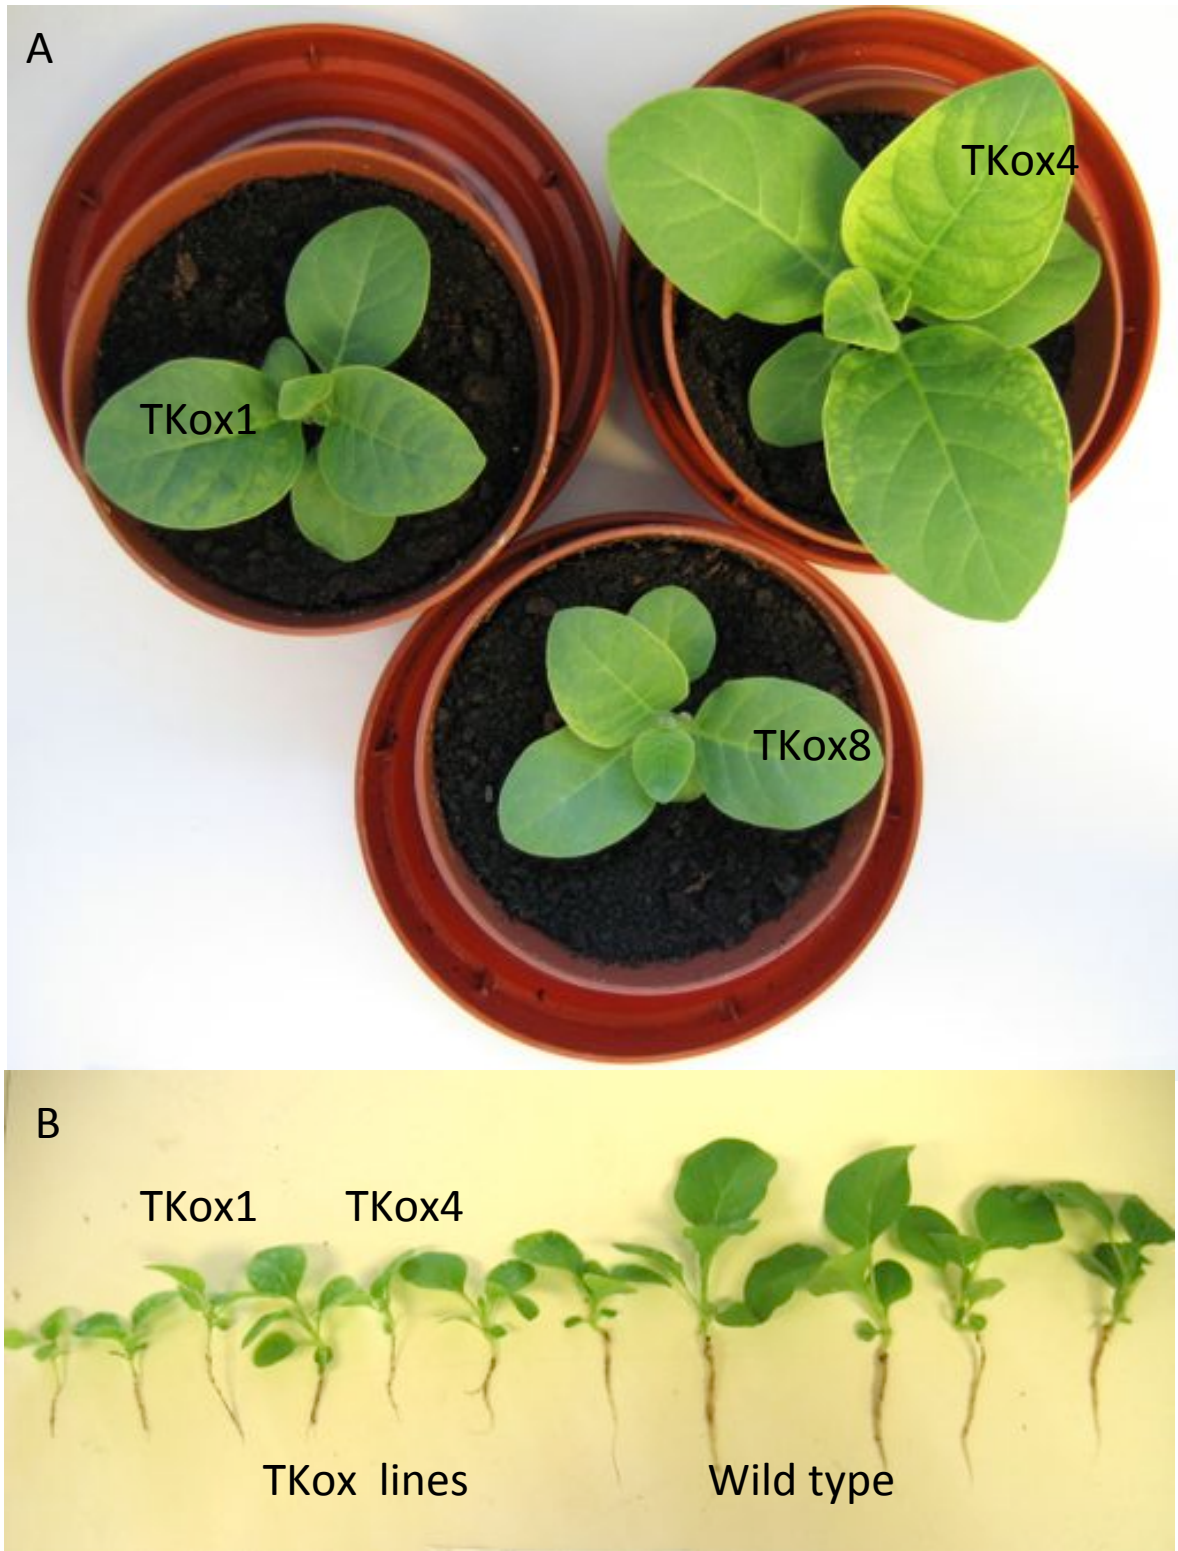 A
TKox4
TKox1
TKox8
B
TKox1 TKox4
TKox lines
Wild type